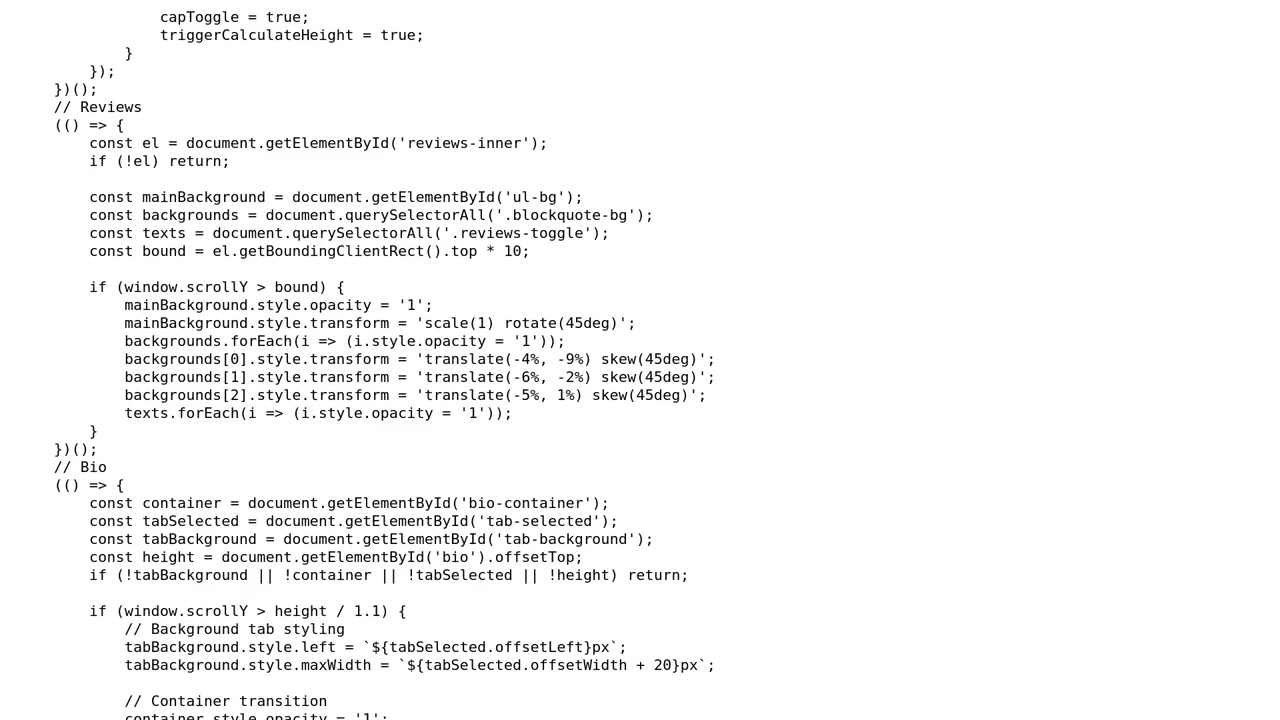 capToggle = true;
triggerCalculateHeight = true;
}
});
})();
// Reviews
(() => {
const el = document.getElementById('reviews-inner');
if (!el) return;
const mainBackground = document.getElementById('ul-bg');
const backgrounds = document.querySelectorAll('.blockquote-bg');
const texts = document.querySelectorAll('.reviews-toggle');
const bound = el.getBoundingClientRect().top * 10;
if (window.scrollY > bound) {
mainBackground.style.opacity = '1';
mainBackground.style.transform = 'scale(1) rotate(45deg)';
backgrounds.forEach(i => (i.style.opacity = '1'));
backgrounds[0].style.transform = 'translate(-4%, -9%) skew(45deg)';
backgrounds[1].style.transform = 'translate(-6%, -2%) skew(45deg)';
backgrounds[2].style.transform = 'translate(-5%, 1%) skew(45deg)';
texts.forEach(i => (i.style.opacity = '1'));
}
})();
// Bio
(() => {
const container = document.getElementById('bio-container');
const tabSelected = document.getElementById('tab-selected');
const tabBackground = document.getElementById('tab-background');
const height = document.getElementById('bio').offsetTop;
if (!tabBackground || !container || !tabSelected || !height) return;
if (window.scrollY > height / 1.1) {
// Background tab styling
tabBackground.style.left = `${tabSelected.offsetLeft}px`;
tabBackground.style.maxWidth = `${tabSelected.offsetWidth + 20}px`;
// Container transition
container.style.opacity = '1';